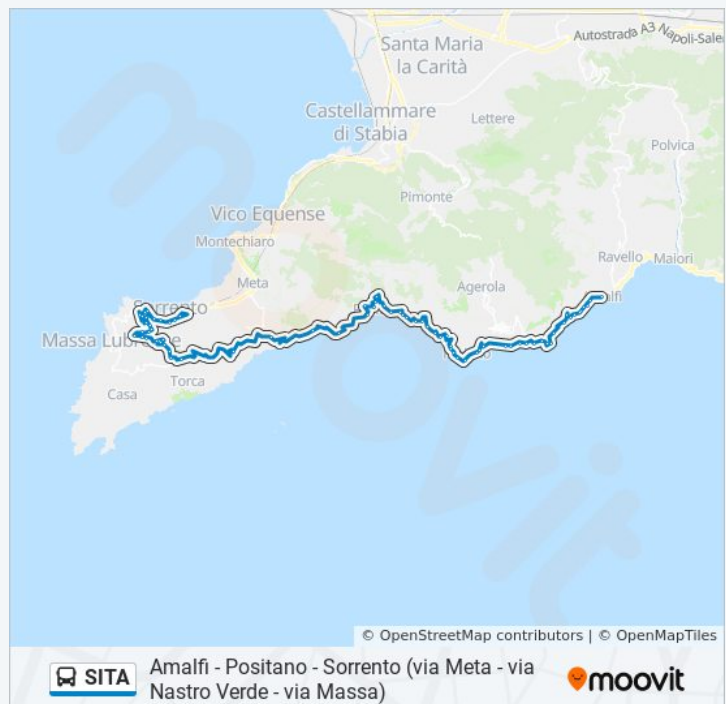 Autostrada A3 Napoli-Sale
Santa Maria
la Carità
Castellammare
di Stabia
Lettere
Polvica
Pimonte
Vico Equense
Montechiaro
Ravello
Maiori
Meta
Agerola
Sorrento
Massa Lubrense
Torca
Casa
moovit
© OpenStreetMap contributors | © OpenMapTiles
SITA
Amalfi - Positano - Sorrento (via Meta - via
Nastro Verde - via Massa)
moovit